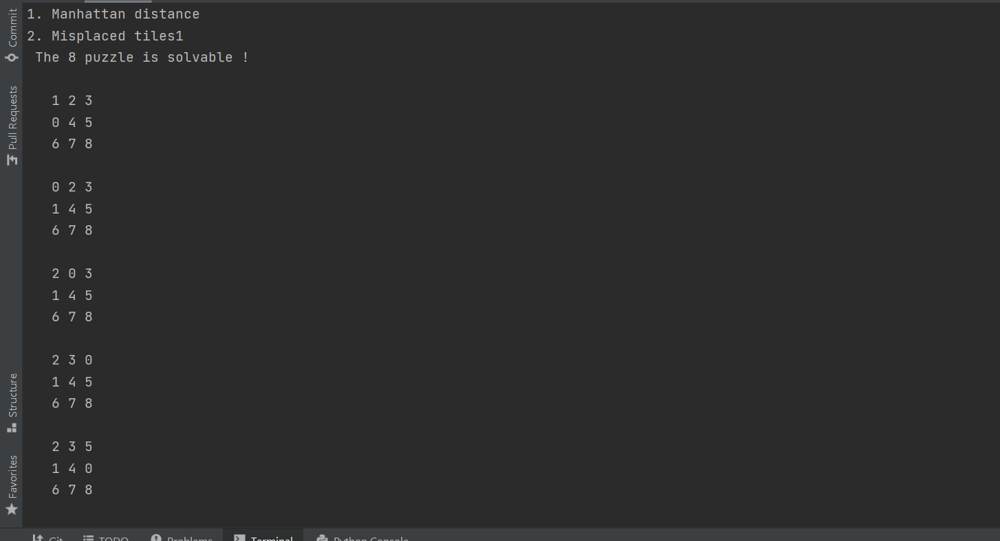 1. Manhattan distance
2. Misplaced tiles1
The 8 puzzle is solvable !
1 2 3
0 4 5
6 7 8
0 2 3
1 4 5
6 7 8
2 0 3
1 4 5
6 7 8
2 3 0
1 4 5
6 7 8
2 3 5
1 4 0
6 7 8
Commit
Pull Requests
Structure
Favorites
Git
TODO
Problems
Terminal
Python Console